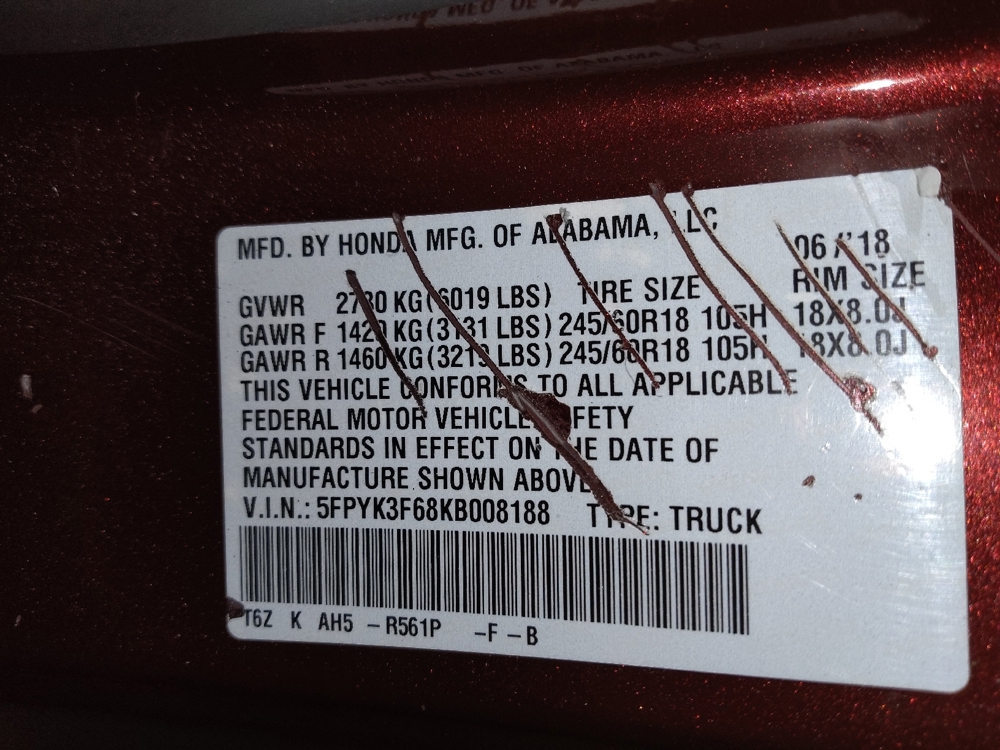 MFD. BY HONDA MFG. OF ALABAMA, LLC
06 / '18
GVWR 2730 KG (6019 LBS) TIRE SIZE RIM SIZE
GAWR F 1420 KG (3131 LBS) 245/60R18 105H 18X8.0J
GAWR R 1460 KG (3219 LBS) 245/60R18 105H 18X8.0J
THIS VEHICLE CONFORMS TO ALL APPLICABLE
FEDERAL MOTOR VEHICLE SAFETY
STANDARDS IN EFFECT ON THE DATE OF
MANUFACTURE SHOWN ABOVE
V.I.N.: 5FPYK3F68KB008188 TYPE: TRUCK
T6Z K AH5 – R561P – F – B